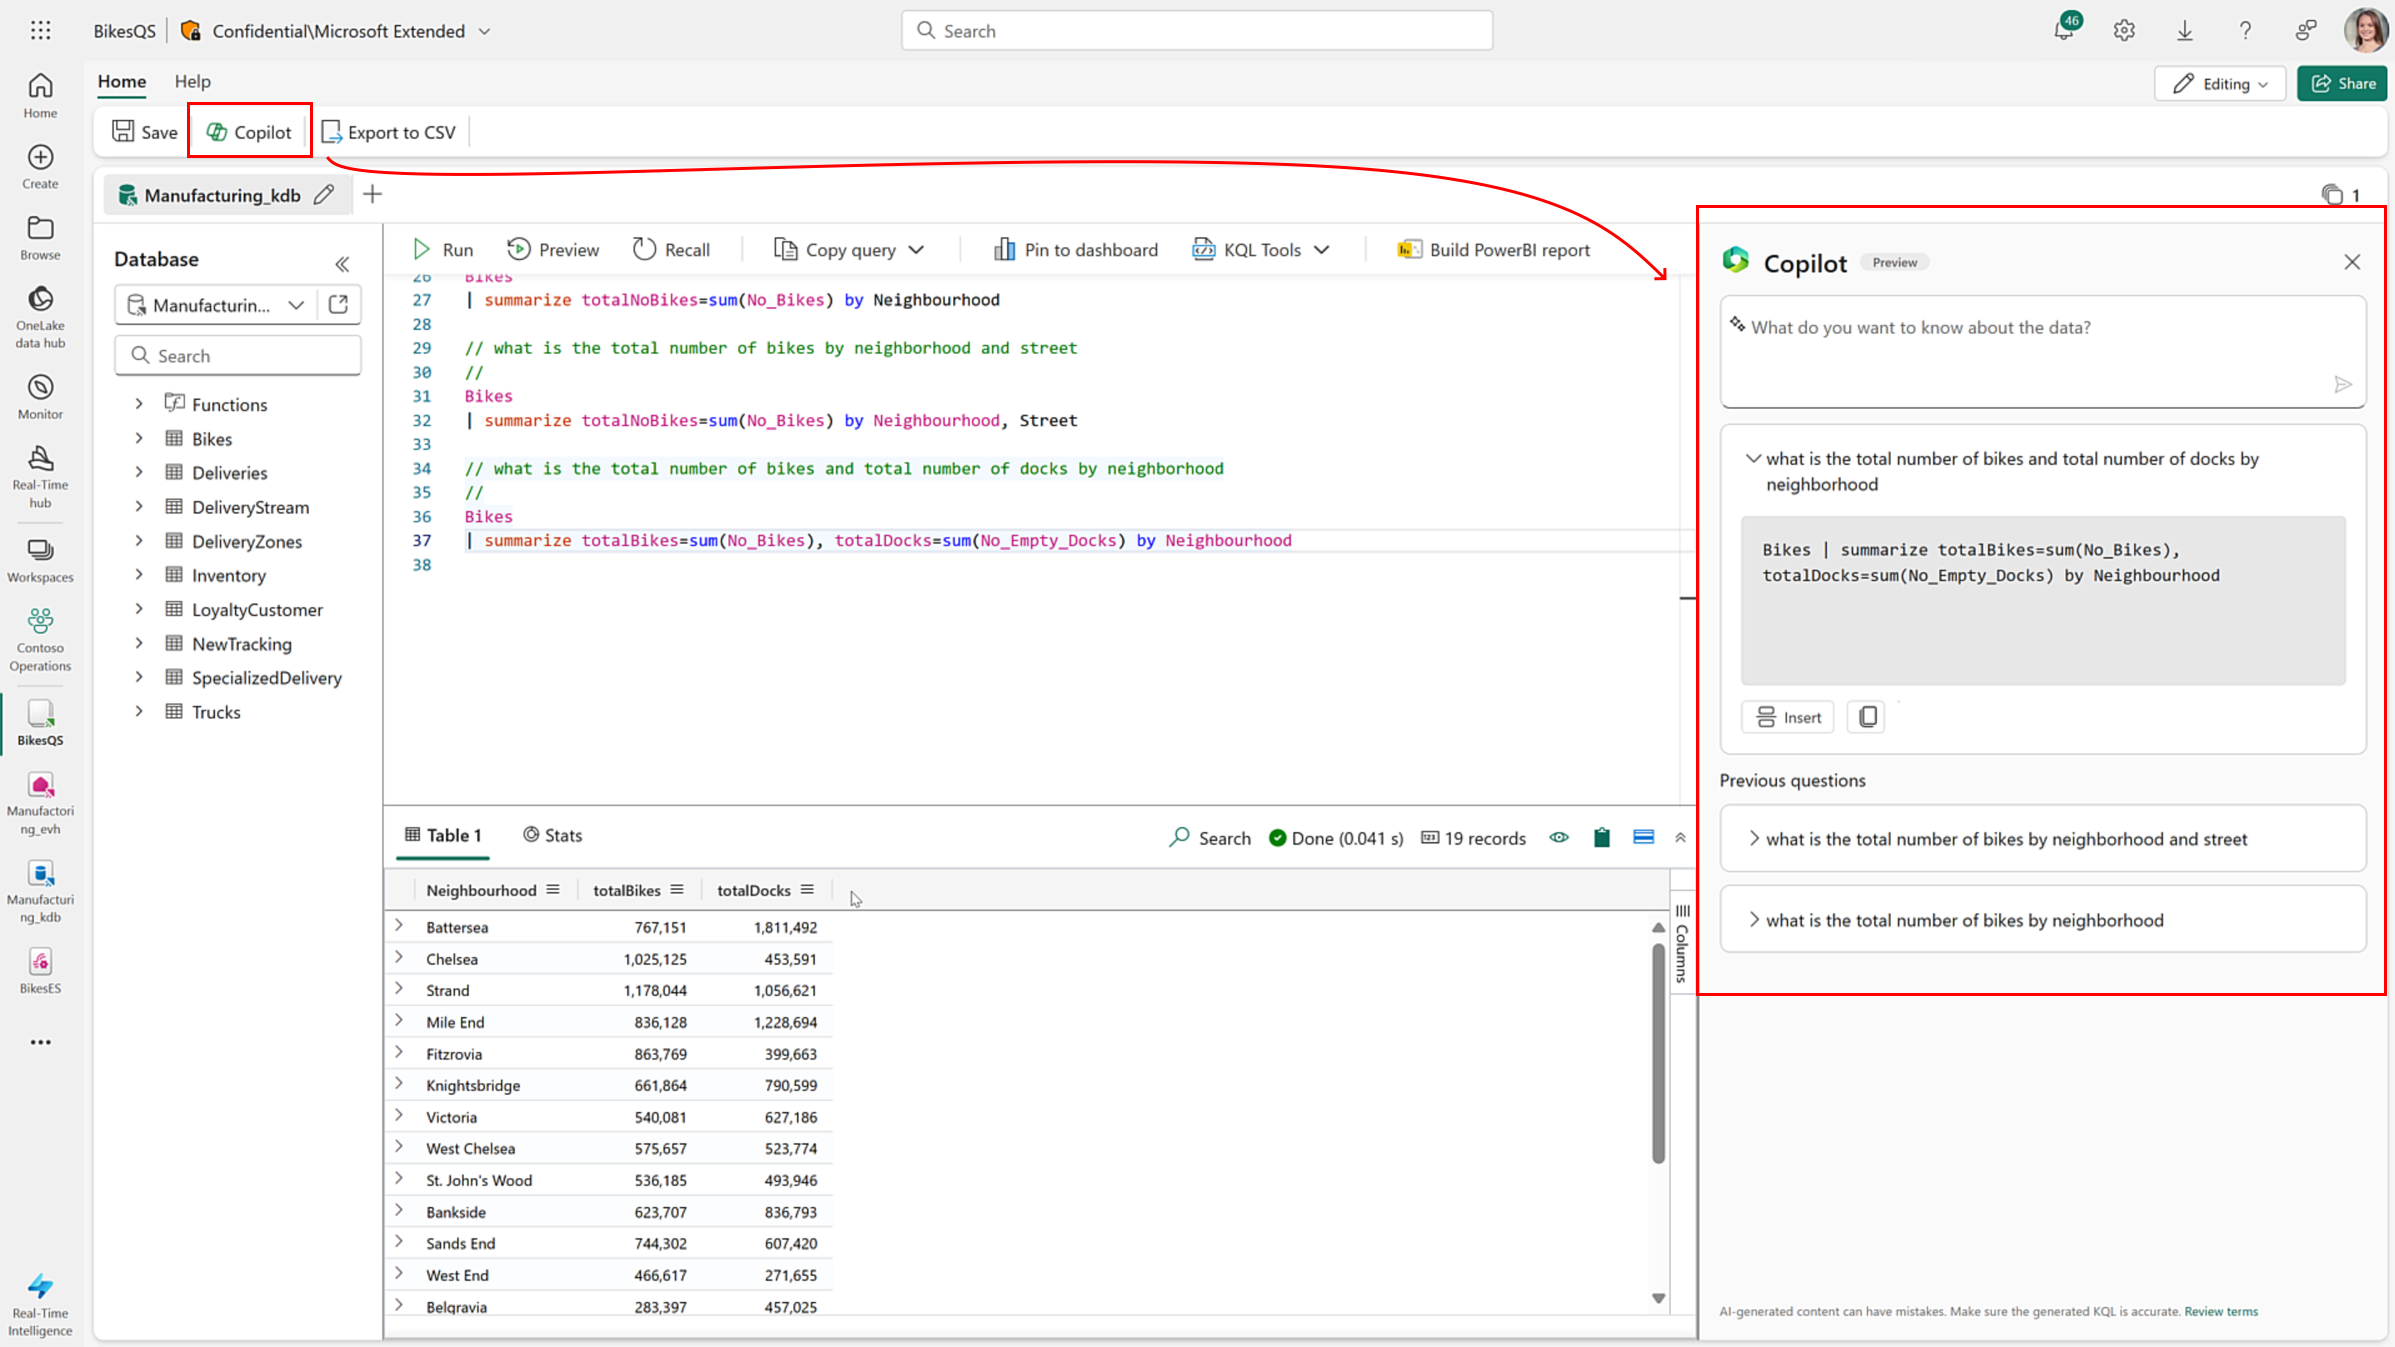 BikesQS
Confidential\Microsoft Extended
Search
46
Home
Help
Editing
Share
Save
Copilot
Export to CSV
Home
Create
Browse
OneLake
data hub
Monitor
Real-Time
hub
Workspaces
Contoso
Operations
BikesQS
Manufactori
ng_evh
Manufacturi
ng_kdb
BikesES
Real-Time
Intelligence
Manufacturing_kdb
1
Database
Manufacturin...
Search
Functions
Bikes
Deliveries
DeliveryStream
DeliveryZones
Inventory
LoyaltyCustomer
NewTracking
SpecializedDelivery
Trucks
Run
Preview
Recall
Copy query
Pin to dashboard
KQL Tools
Build PowerBI report
26 Bikes
27 | summarize totalNoBikes=sum(No_Bikes) by Neighbourhood
28
29 // what is the total number of bikes by neighborhood and street
30 //
31 Bikes
32 | summarize totalNoBikes=sum(No_Bikes) by Neighbourhood, Street
33
34 // what is the total number of bikes and total number of docks by neighborhood
35 //
36 Bikes
37 | summarize totalBikes=sum(No_Bikes), totalDocks=sum(No_Empty_Docks) by Neighbourhood
38
Table 1
Stats
Search
Done (0.041 s)
19 records
Neighbourhood totalBikes totalDocks
Battersea 767,151 1,811,492
Chelsea 1,025,125 453,591
Strand 1,178,044 1,056,621
Mile End 836,128 1,228,694
Fitzrovia 863,769 399,663
Knightsbridge 661,864 790,599
Victoria 540,081 627,186
West Chelsea 575,657 523,774
St. John's Wood 536,185 493,946
Bankside 623,707 836,793
Sands End 744,302 607,420
West End 466,617 271,655
Belgravia 283,397 457,025
Columns
Copilot
Preview
What do you want to know about the data?
what is the total number of bikes and total number of docks by
neighborhood
Bikes | summarize totalBikes=sum(No_Bikes),
totalDocks=sum(No_Empty_Docks) by Neighbourhood
Insert
Previous questions
what is the total number of bikes by neighborhood and street
what is the total number of bikes by neighborhood
AI-generated content can have mistakes. Make sure the generated KQL is accurate. Review terms